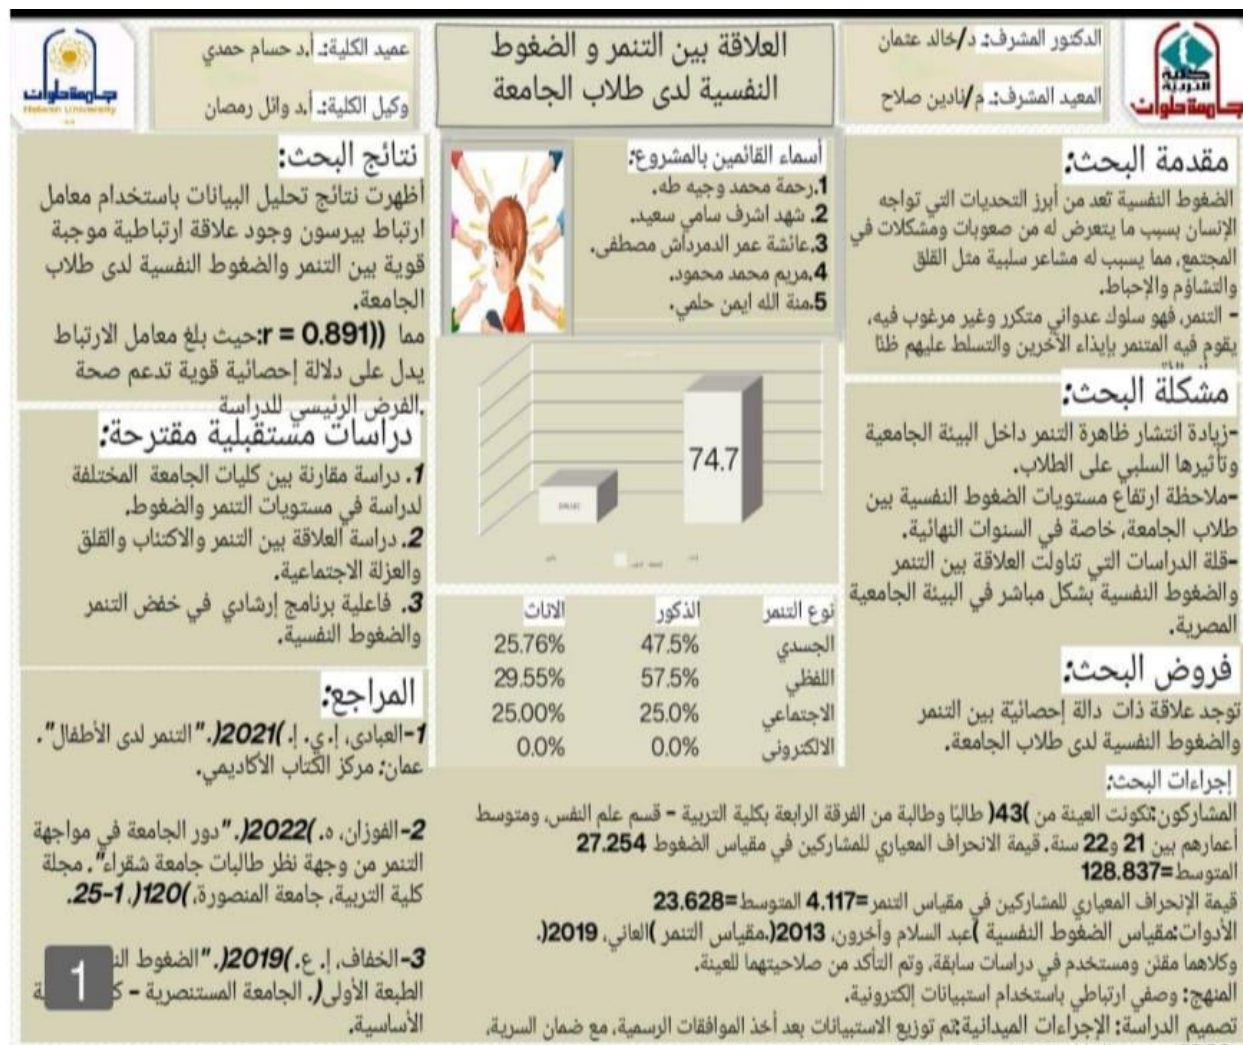 الدكتور المشرف: د/خالد عثمان
المعيد المشرف: م/نادين صلاح
كلية
التربية
جامعة حلوان
العلاقة بين التنمر و الضغوط
النفسية لدى طلاب الجامعة
عميد الكلية: أ.د حسام حمدي
وكيل الكلية: أ.د وائل رمضان
جامعة حلوان
Helwan University
مقدمة البحث:
الضغوط النفسية تعد من أبرز التحديات التي تواجه
الإنسان بسبب ما يتعرض له من صعوبات ومشكلات في
المجتمع، مما يسبب له مشاعر سلبية مثل القلق
والتشاؤم والإحباط.
- التنمر، فهو سلوك عدواني متكرر وغير مرغوب فيه،
يقوم فيه المتنمر بإيذاء الآخرين والتسلط عليهم ظنًا
مشكلة البحث:
-زيادة انتشار ظاهرة التنمر داخل البيئة الجامعية
وتأثيرها السلبي على الطلاب.
-ملاحظة ارتفاع مستويات الضغوط النفسية بين
طلاب الجامعة، خاصة في السنوات النهائية.
-قلة الدراسات التي تناولت العلاقة بين التنمر
والضغوط النفسية بشكل مباشر في البيئة الجامعية
المصرية.
فروض البحث:
توجد علاقة ذات دالة إحصائيّة بين التنمر
والضغوط النفسية لدى طلاب الجامعة.
أسماء القائمين بالمشروع:
1.رحمة محمد وجيه طه.
2. شهد اشرف سامي سعيد.
3.عائشة عمر الدمرداش مصطفى.
4.مريم محمد محمود.
5.منة الله ايمن حلمي.
74.7
نوع التنمر الذكور الاناث
الجسدي 47.5% 25.76%
اللفظي 57.5% 29.55%
الاجتماعي 25.0% 25.00%
الالكتروني 0.0% 0.0%
إجراءات البحث:
المشاركون:تكونت العينة من )43( طالبًا وطالبة من الفرقة الرابعة بكلية التربية – قسم علم النفس، ومتوسط
أعمارهم بين 21 و22 سنة. قيمة الانحراف المعياري للمشاركين في مقياس الضغوط 27.254
المتوسط=128.837
قيمة الإنحراف المعياري للمشاركين في مقياس التنمر=4.117 المتوسط=23.628
الأدوات:مقياس الضغوط النفسية )عبد السلام وآخرون، 2013(.مقياس التنمر )العاني، 2019(.
وكلاهما مقنّن ومستخدم في دراسات سابقة، وتم التأكد من صلاحيتهما للعينة.
المنهج: وصفي ارتباطي باستخدام استبيانات إلكترونية.
تصميم الدراسة: الإجراءات الميدانية:تم توزيع الاستبيانات بعد أخذ الموافقات الرسمية، مع ضمان السرية،
نتائج البحث:
أظهرت نتائج تحليل البيانات باستخدام معامل
ارتباط بيرسون وجود علاقة ارتباطية موجبة
قوية بين التنمر والضغوط النفسية لدى طلاب
الجامعة.
حيث بلغ معامل الارتباط:r = 0.891)) مما
يدل على دلالة إحصائية قوية تدعم صحة
الفرض الرئيسي للدراسة.
دراسات مستقبلية مقترحة:
1. دراسة مقارنة بين كليات الجامعة المختلفة
لدراسة في مستويات التنمر والضغوط.
2. دراسة العلاقة بين التنمر والاكتئاب والقلق
والعزلة الاجتماعية.
3. فاعلية برنامج إرشادي في خفض التنمر
والضغوط النفسية.
المراجع:
1-العبادى، إ. ي. إ. )2021(. "التنمر لدى الأطفال".
عمان: مركز الكتاب الأكاديمي.
2-الفوزان، ه. )2022(. "دور الجامعة في مواجهة
التنمر من وجهة نظر طالبات جامعة شقراء". مجلة
كلية التربية، جامعة المنصورة، )120(، 1-25.
3-الخفاف، إ. ع. )2019(. "الضغوط
الطبعة الأولى(. الجامعة المستنصرية –
الأساسية.
1